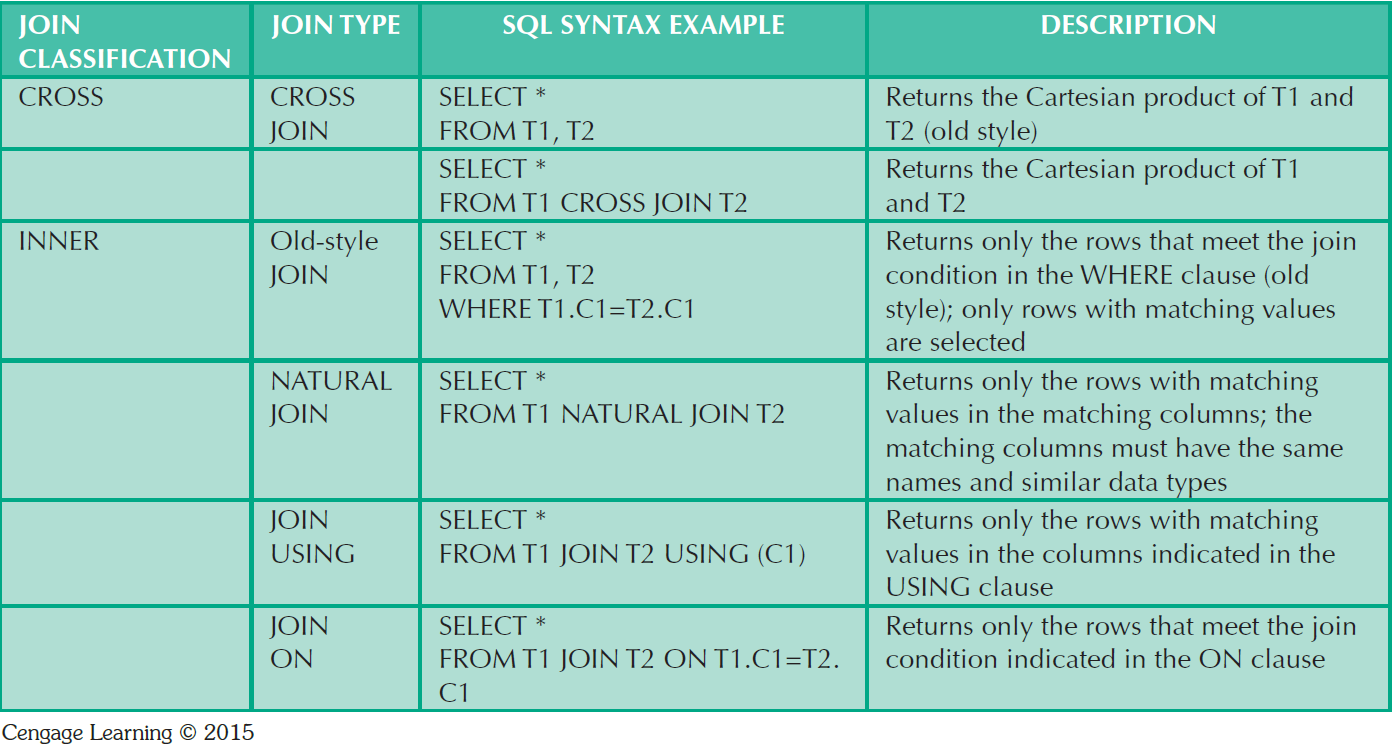 JOIN CLASSIFICATION | JOIN TYPE | SQL SYNTAX EXAMPLE | DESCRIPTION
CROSS
CROSS
JOIN
SELECT *
FROM T1, T2
Returns the Cartesian product of T1 and
T2 (old style)
SELECT *
FROM T1 CROSS JOIN T2
Returns the Cartesian product of T1
and T2
INNER
Old-style
JOIN
SELECT *
FROM T1, T2
WHERE T1.C1=T2.C1
Returns only the rows that meet the join
condition in the WHERE clause (old
style); only rows with matching values
are selected
NATURAL
JOIN
SELECT *
FROM T1 NATURAL JOIN T2
Returns only the rows with matching
values in the matching columns; the
matching columns must have the same
names and similar data types
JOIN
USING
SELECT *
FROM T1 JOIN T2 USING (C1)
Returns only the rows with matching
values in the columns indicated in the
USING clause
JOIN
ON
SELECT *
FROM T1 JOIN T2 ON T1.C1=T2.
C1
Returns only the rows that meet the join
condition indicated in the ON clause
Cengage Learning © 2015